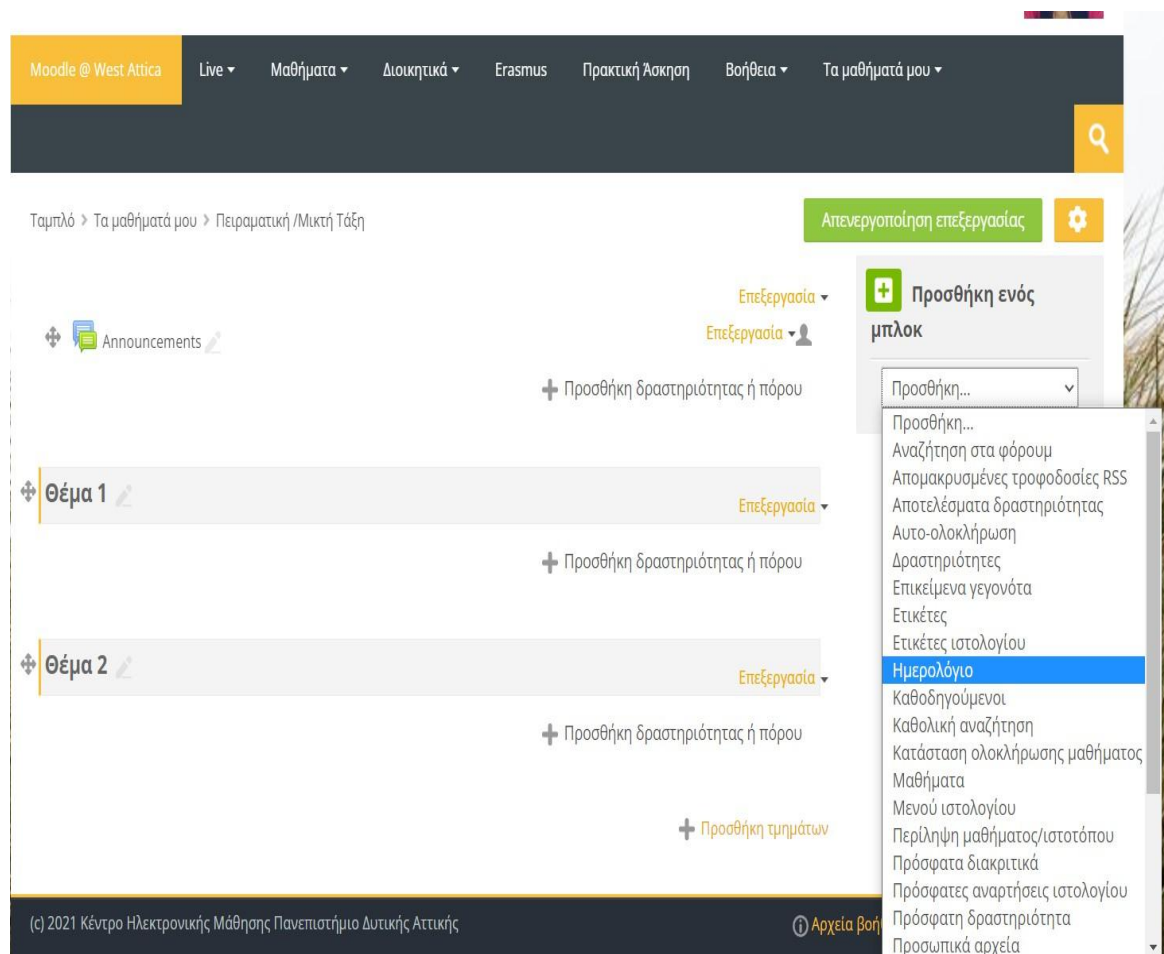 Moodle @ West Attica Live Μαθήματα Διοικητικά Erasmus Πρακτική Άσκηση Βοήθεια Τα μαθήματά μου
Ταμπλό > Τα μαθήματά μου > Πειραματική /Μικτή Τάξη
Απενεργοποίηση επεξεργασίας
Επεξεργασία
Announcements
Επεξεργασία
Προσθήκη δραστηριότητας ή πόρου
Θέμα 1
Επεξεργασία
Προσθήκη δραστηριότητας ή πόρου
Θέμα 2
Επεξεργασία
Προσθήκη δραστηριότητας ή πόρου
Προσθήκη τμημάτων
Προσθήκη ενός
μπλοκ
Προσθήκη...
Προσθήκη...
Αναζήτηση στα φόρουμ
Απομακρυσμένες τροφοδοσίες RSS
Αποτελέσματα δραστηριότητας
Αυτο-ολοκλήρωση
Δραστηριότητες
Επικείμενα γεγονότα
Ετικέτες
Ετικέτες ιστολογίου
Ημερολόγιο
Καθοδηγούμενοι
Καθολική αναζήτηση
Κατάσταση ολοκλήρωσης μαθήματος
Μαθήματα
Μενού ιστολογίου
Περίληψη μαθήματος/ιστοτόπου
Πρόσφατα διακριτικά
Πρόσφατες αναρτήσεις ιστολογίου
Πρόσφατη δραστηριότητα
Προσωπικά αρχεία
(c) 2021 Κέντρο Ηλεκτρονικής Μάθησης Πανεπιστήμιο Δυτικής Αττικής
Αρχεία